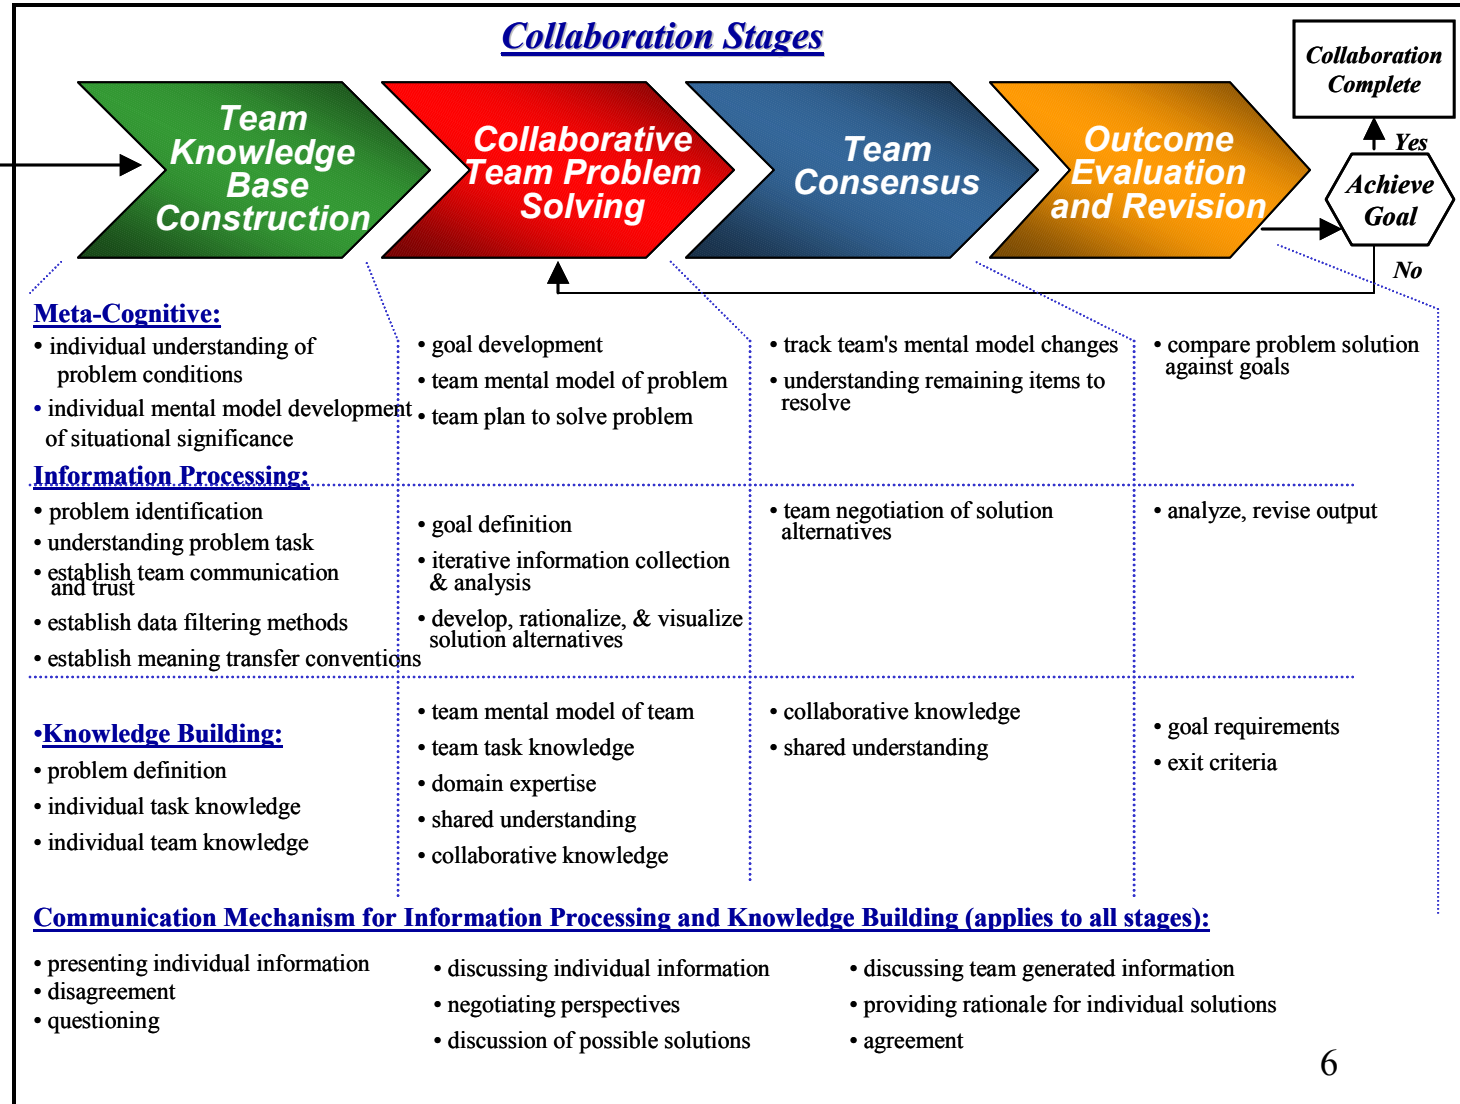 Collaboration Stages
Collaboration
Complete
Team
Knowledge
Base
Construction
Collaborative
Team Problem
Solving
Team
Consensus
Outcome
Evaluation
and Revision
Yes
Achieve
Goal
No
Meta-Cognitive:
• individual understanding of
problem conditions
• individual mental model development
of situational significance
• goal development
• team mental model of problem
• team plan to solve problem
• track team's mental model changes
• understanding remaining items to
resolve
• compare problem solution
against goals
Information Processing:
• problem identification
• understanding problem task
• establish team communication
and trust
• establish data filtering methods
• establish meaning transfer conventions
• goal definition
• iterative information collection
& analysis
• develop, rationalize, & visualize
solution alternatives
• team negotiation of solution
alternatives
• analyze, revise output
•Knowledge Building:
• problem definition
• individual task knowledge
• individual team knowledge
• team mental model of team
• team task knowledge
• domain expertise
• shared understanding
• collaborative knowledge
• collaborative knowledge
• shared understanding
• goal requirements
• exit criteria
Communication Mechanism for Information Processing and Knowledge Building (applies to all stages):
• presenting individual information
• disagreement
• questioning
• discussing individual information
• negotiating perspectives
• discussion of possible solutions
• discussing team generated information
• providing rationale for individual solutions
• agreement
6